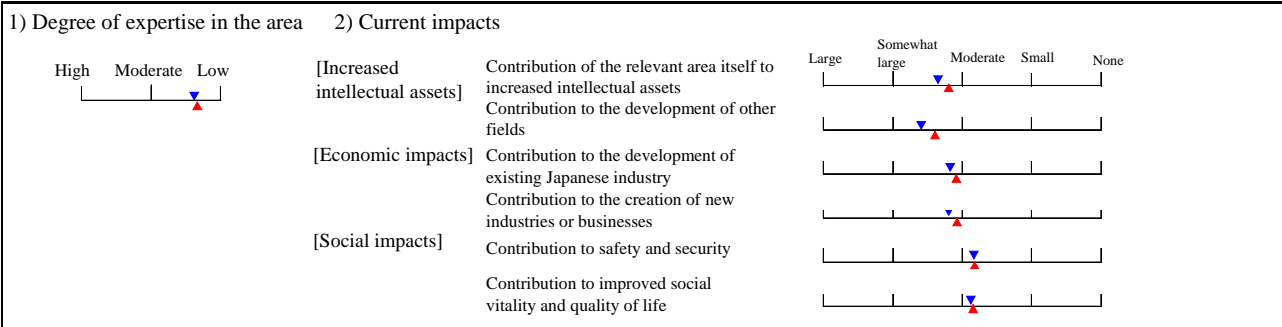 1) Degree of expertise in the area 2) Current impacts
High Moderate Low
[Increased
intellectual assets]
Contribution of the relevant area itself to
increased intellectual assets
Large Somewhat
large Moderate Small None
Contribution to the development of other
fields
[Economic impacts] Contribution to the development of
existing Japanese industry
Contribution to the creation of new
industries or businesses
[Social impacts] Contribution to safety and security
Contribution to improved social
vitality and quality of life